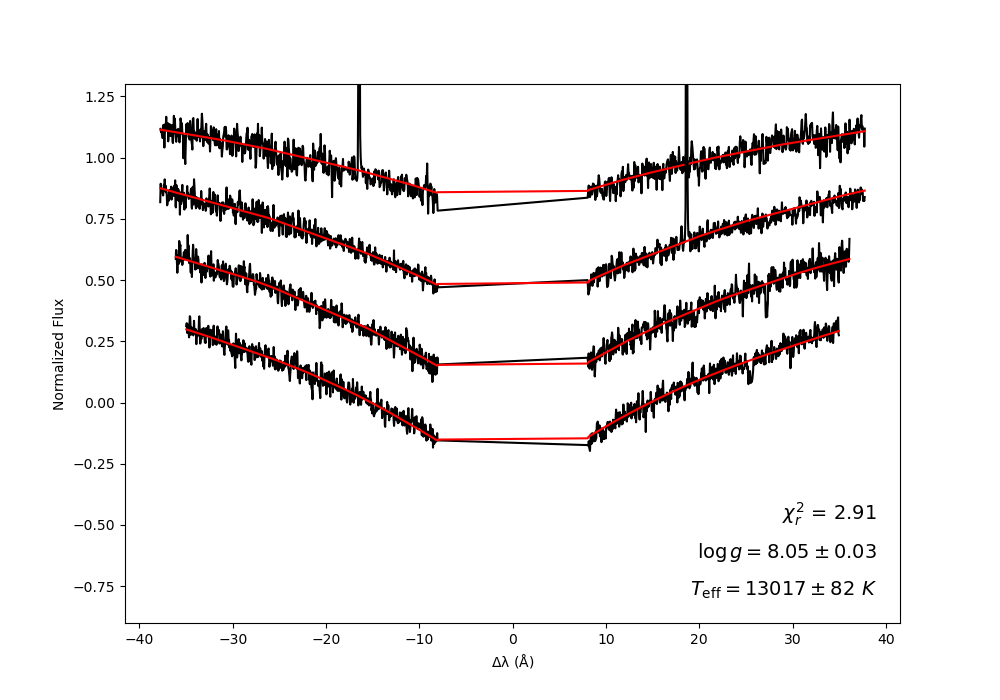 1.25
1.00
0.75
0.50
0.25
0.00
−0.25
−0.50
−0.75
Normalized Flux
χ²ᵣ = 2.91
log g = 8.05 ± 0.03
T_eff = 13017 ± 82 K
−40 −30 −20 −10 0 10 20 30 40
Δλ (Å)